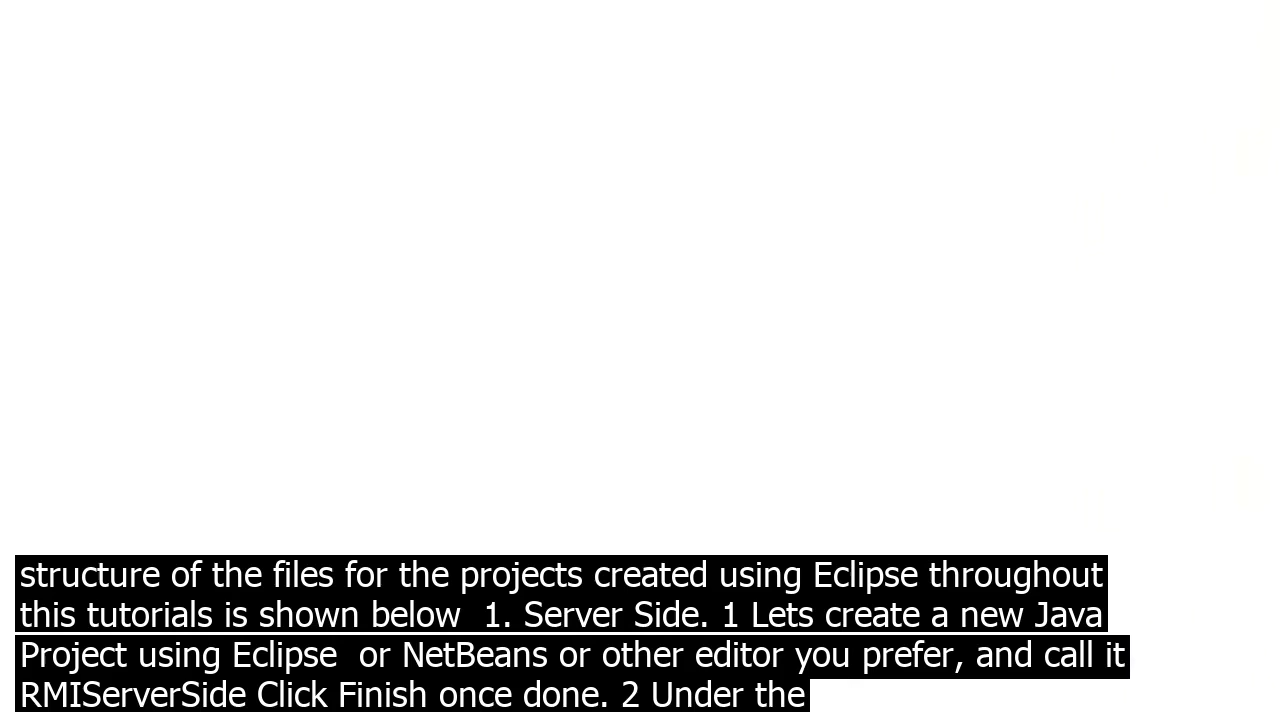 structure of the files for the projects created using Eclipse throughout
this tutorials is shown below  1. Server Side. 1 Lets create a new Java
Project using Eclipse  or NetBeans or other editor you prefer, and call it
RMIServerSide Click Finish once done. 2 Under the